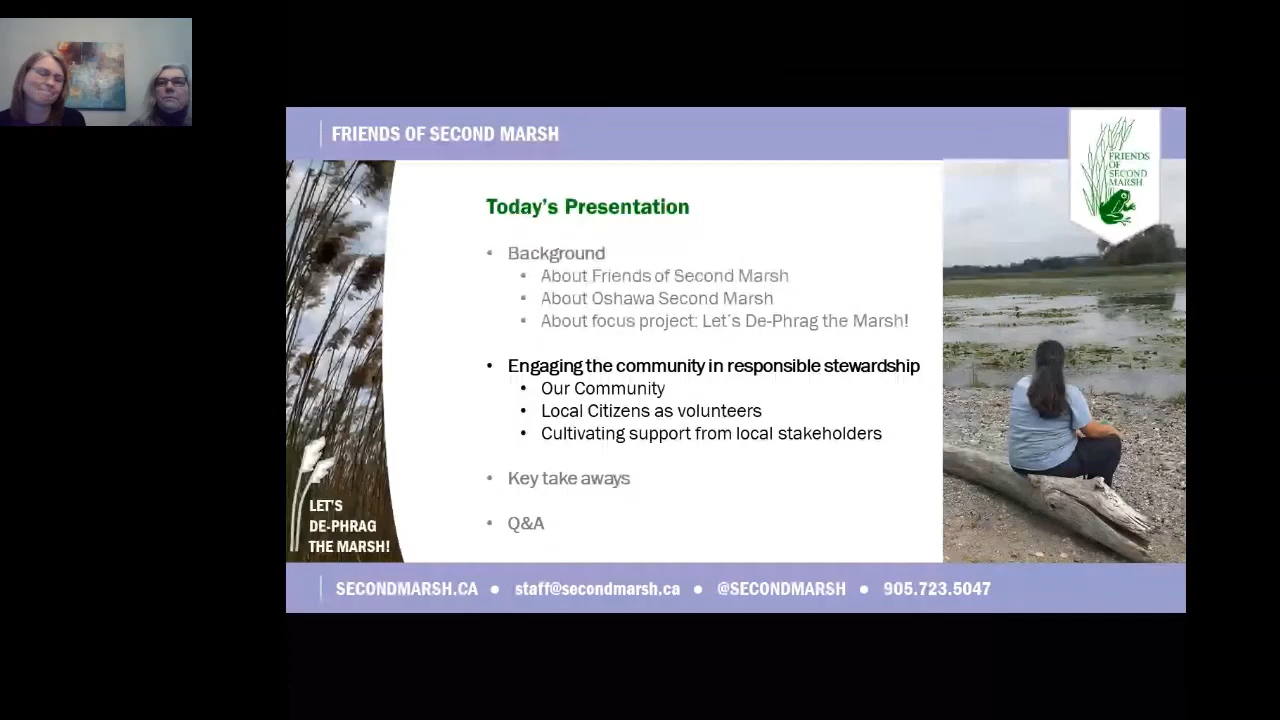 FRIENDS OF SECOND MARSH
FRIENDS
OF
SECOND
MARSH
Today's Presentation
• Background
• About Friends of Second Marsh
• About Oshawa Second Marsh
• About focus project: Let's De-Phrag the Marsh!
• Engaging the community in responsible stewardship
• Our Community
• Local Citizens as volunteers
• Cultivating support from local stakeholders
• Key take aways
• Q&A
LET'S
DE-PHRAG
THE MARSH!
SECONDMARSH.CA • staff@secondmarsh.ca • @SECONDMARSH • 905.723.5047